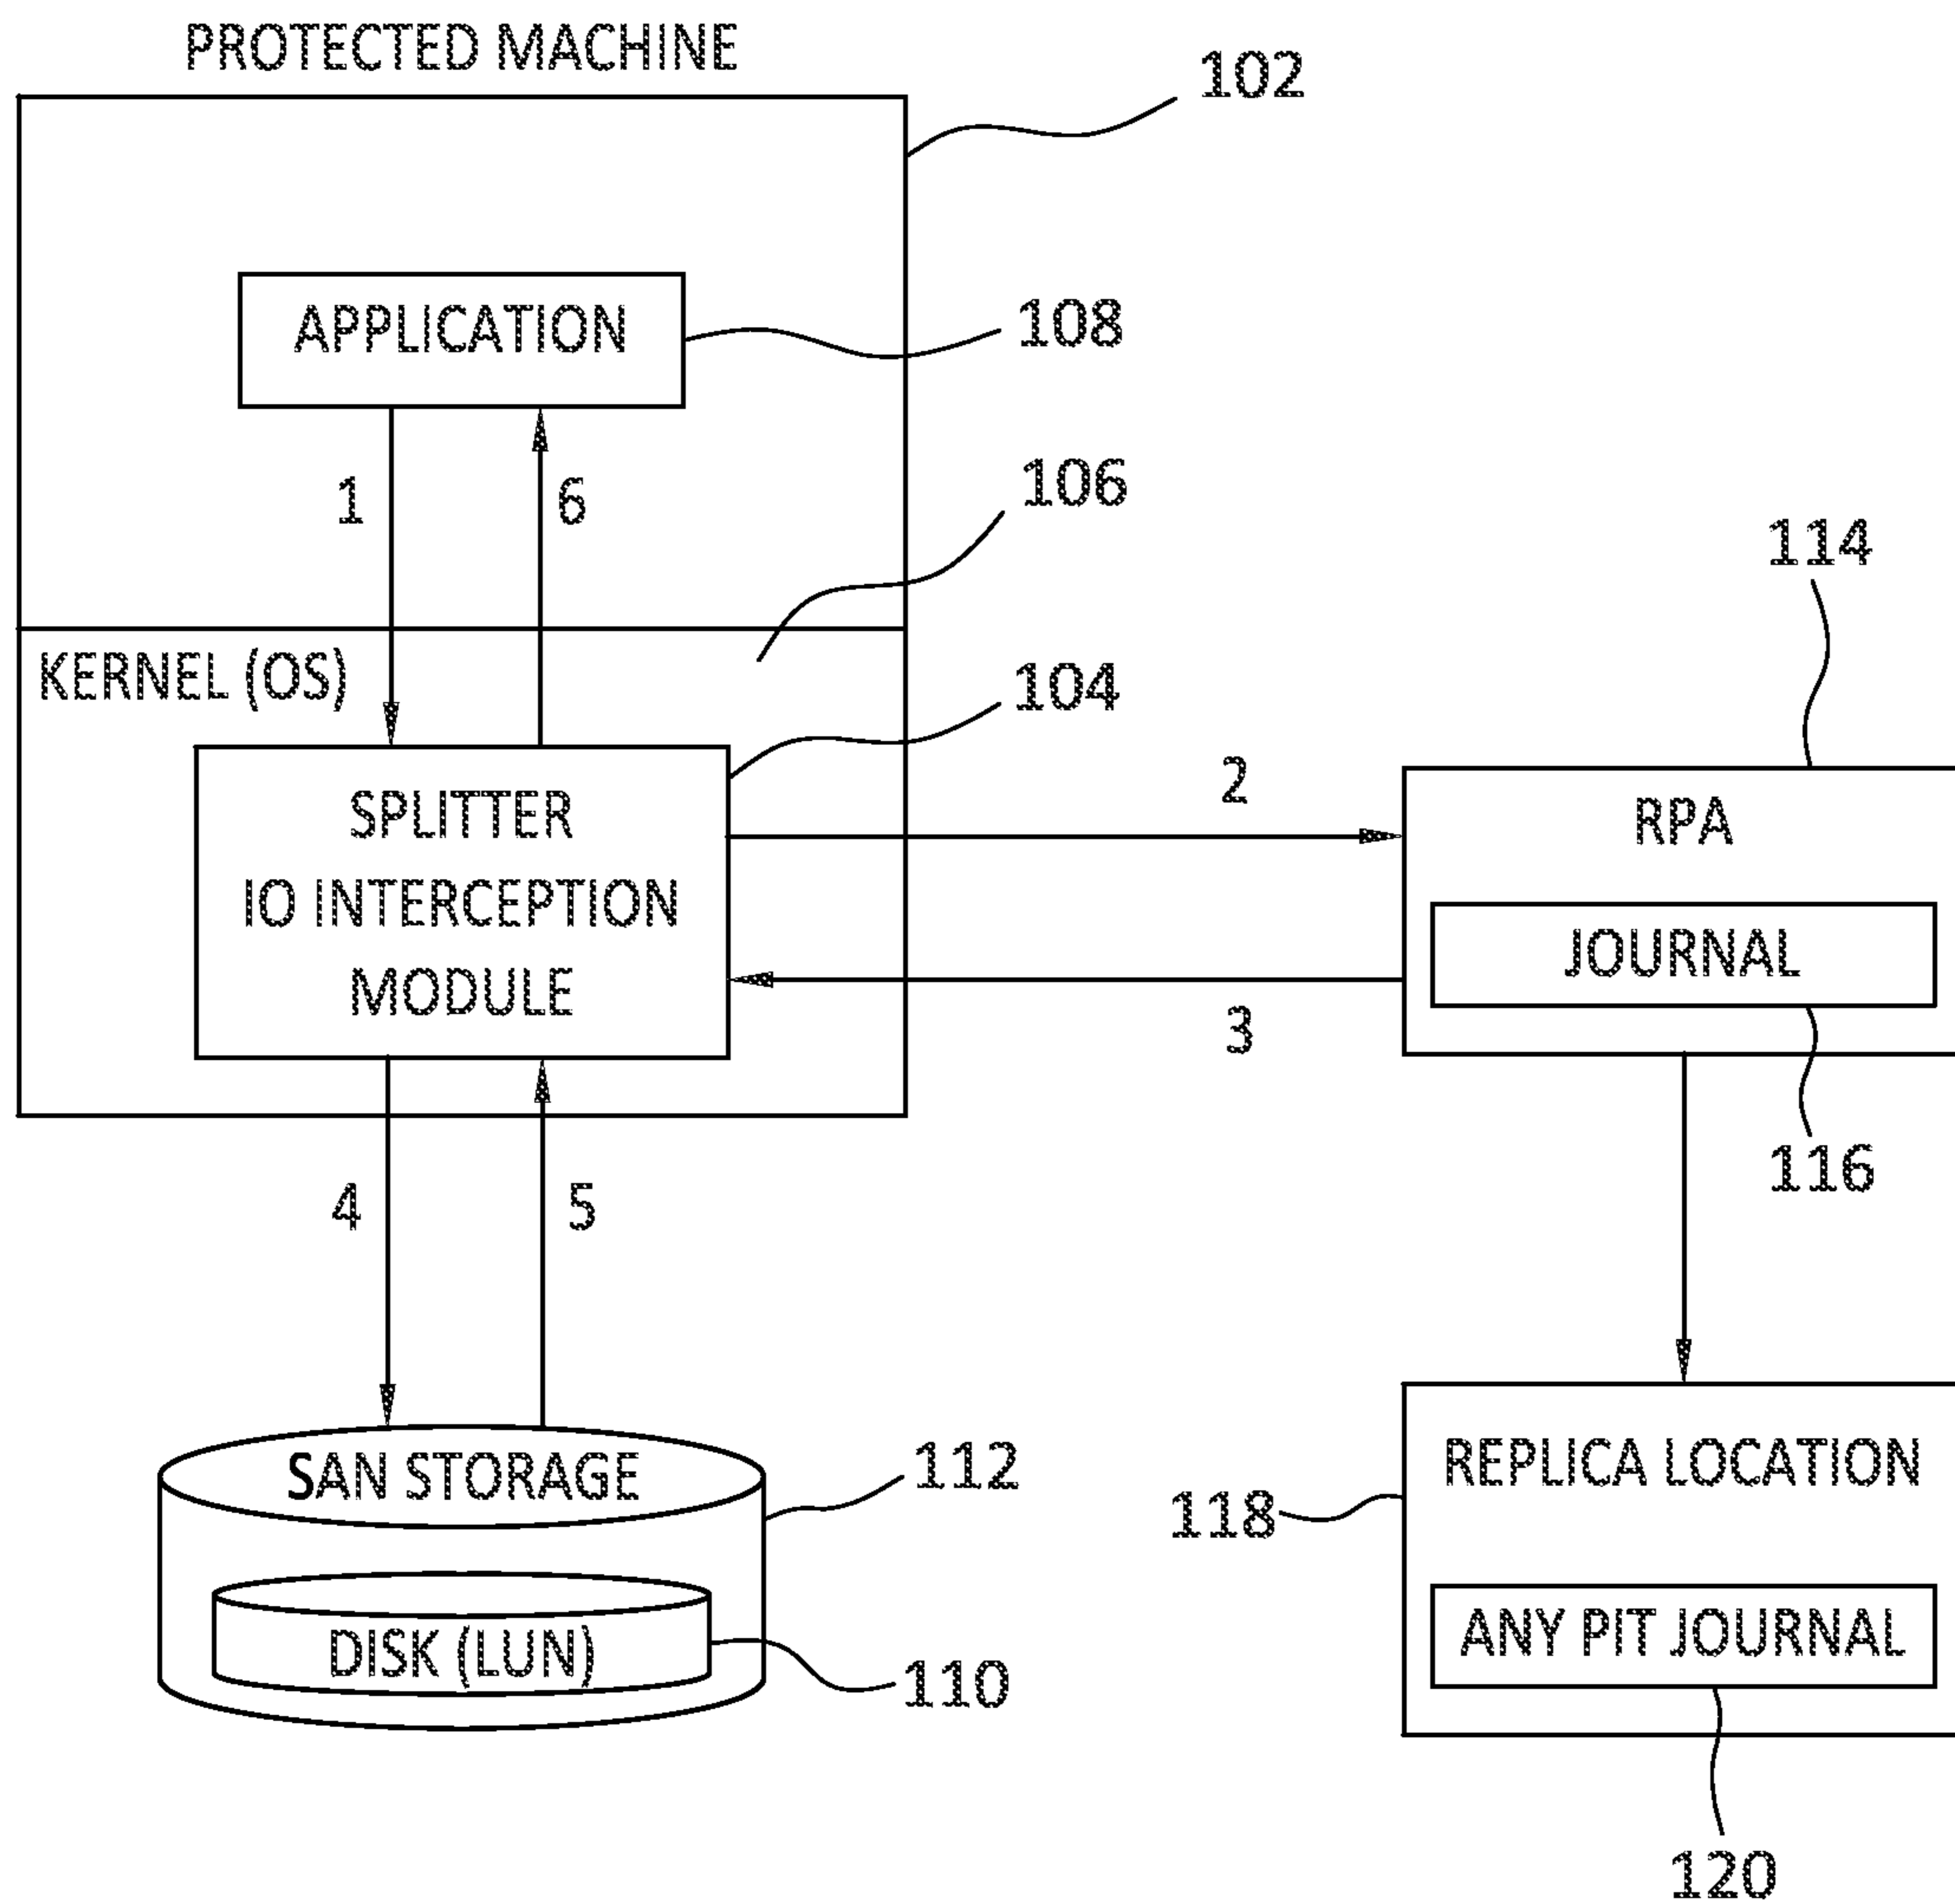 PROTECTED MACHINE
102
APPLICATION
108
1
6
106
114
KERNEL (OS)
104
SPLITTER
IO INTERCEPTION
MODULE
2
RPA
JOURNAL
3
116
4
5
SAN STORAGE
112
REPLICA LOCATION
118
DISK (LUN)
110
ANY PIT JOURNAL
120